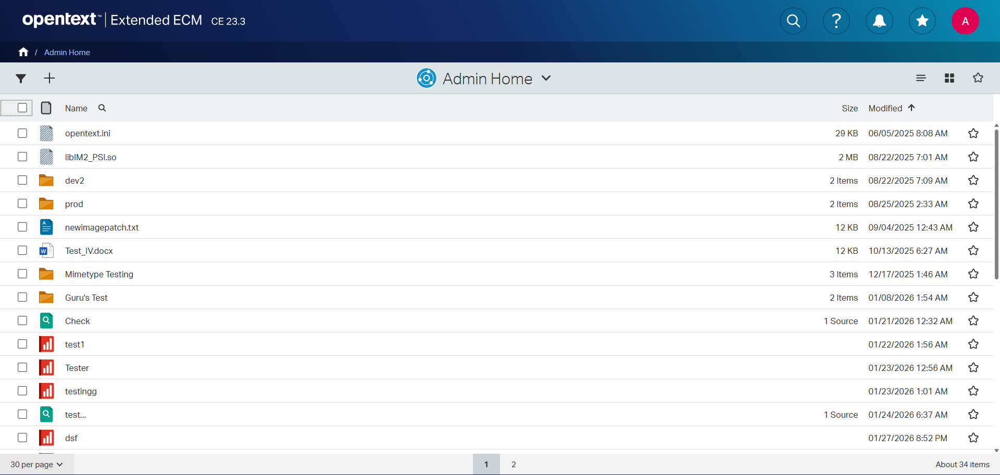 opentext™ | Extended ECM CE 23.3
A
/ Admin Home
Admin Home
Name Size Modified
opentext.ini 29 KB 06/05/2025 8:08 AM
libIM2_PSI.so 2 MB 08/22/2025 7:01 AM
dev2 2 Items 08/22/2025 7:09 AM
prod 2 Items 08/25/2025 2:33 AM
newimagepatch.txt 12 KB 09/04/2025 12:43 AM
Test_IV.docx 12 KB 10/13/2025 6:27 AM
Mimetype Testing 3 Items 12/17/2025 1:46 AM
Guru's Test 2 Items 01/08/2026 1:54 AM
Check 1 Source 01/21/2026 12:32 AM
test1 01/22/2026 1:56 AM
Tester 01/23/2026 12:56 AM
testingg 01/23/2026 1:01 AM
test... 1 Source 01/24/2026 6:37 AM
dsf 01/27/2026 8:52 PM
30 per page 1 2 About 34 items